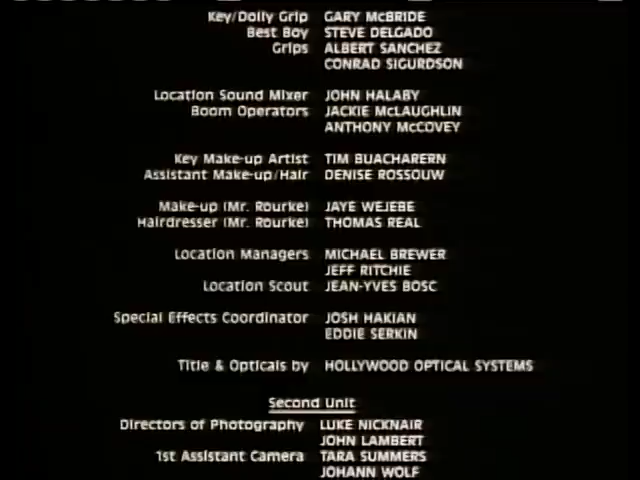 Key/Dolly Grip GARY McBRIDE
Best Boy STEVE DELGADO
Grips ALBERT SANCHEZ
CONRAD SIGURDSON
Location Sound Mixer JOHN HALABY
Boom Operators JACKIE McLAUGHLIN
ANTHONY McCOVEY
Key Make-up Artist TIM BUACHARERN
Assistant Make-up/Hair DENISE ROSSOUW
Make-up (Mr. Rourke) JAYE WEJEBE
Hairdresser (Mr. Rourke) THOMAS REAL
Location Managers MICHAEL BREWER
JEFF RITCHIE
Location Scout JEAN-YVES BOSC
Special Effects Coordinator JOSH HAKIAN
EDDIE SERKIN
Title & Opticals by HOLLYWOOD OPTICAL SYSTEMS
Second Unit
Directors of Photography LUKE NICKNAIR
JOHN LAMBERT
1st Assistant Camera TARA SUMMERS
JOHANN WOLF